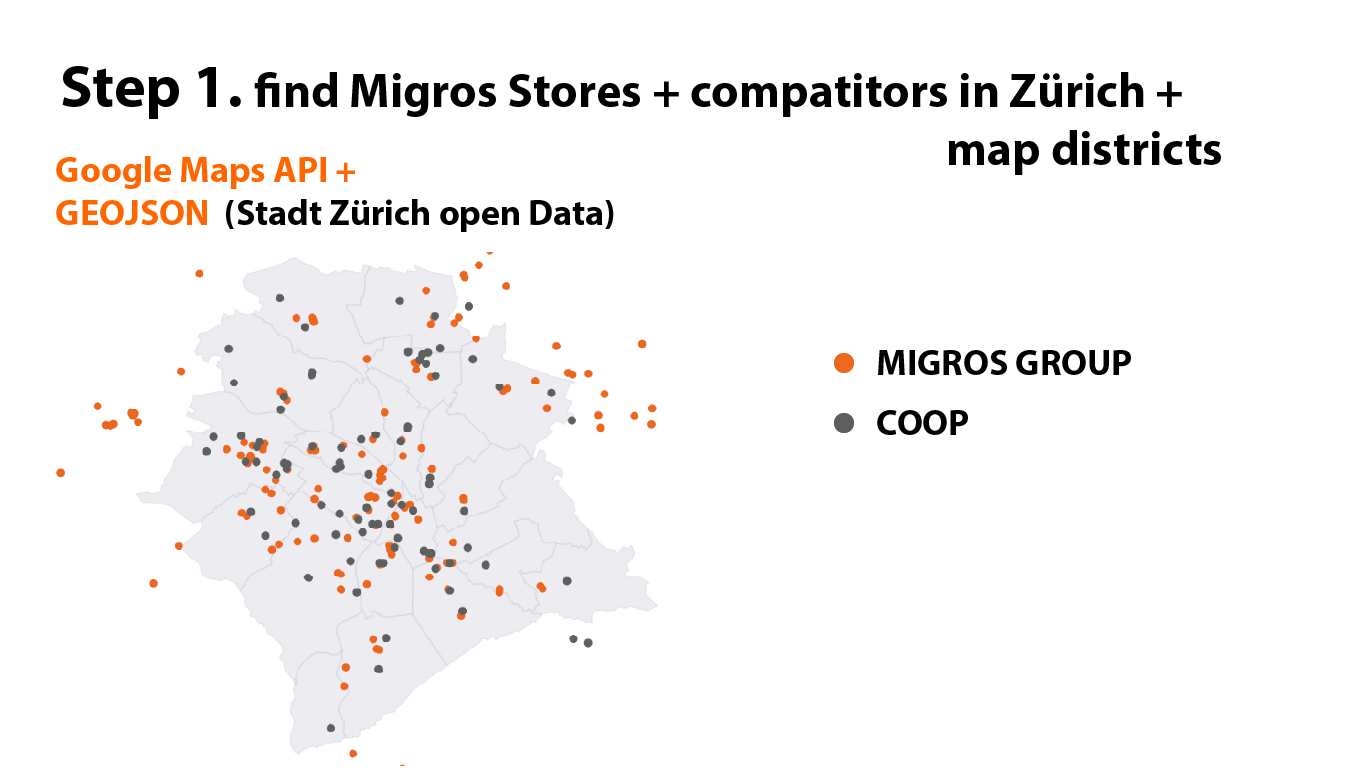 Step 1. find Migros Stores + compatitors in Zürich +
map districts
Google Maps API +
GEOJSON (Stadt Zürich open Data)
MIGROS GROUP
COOP